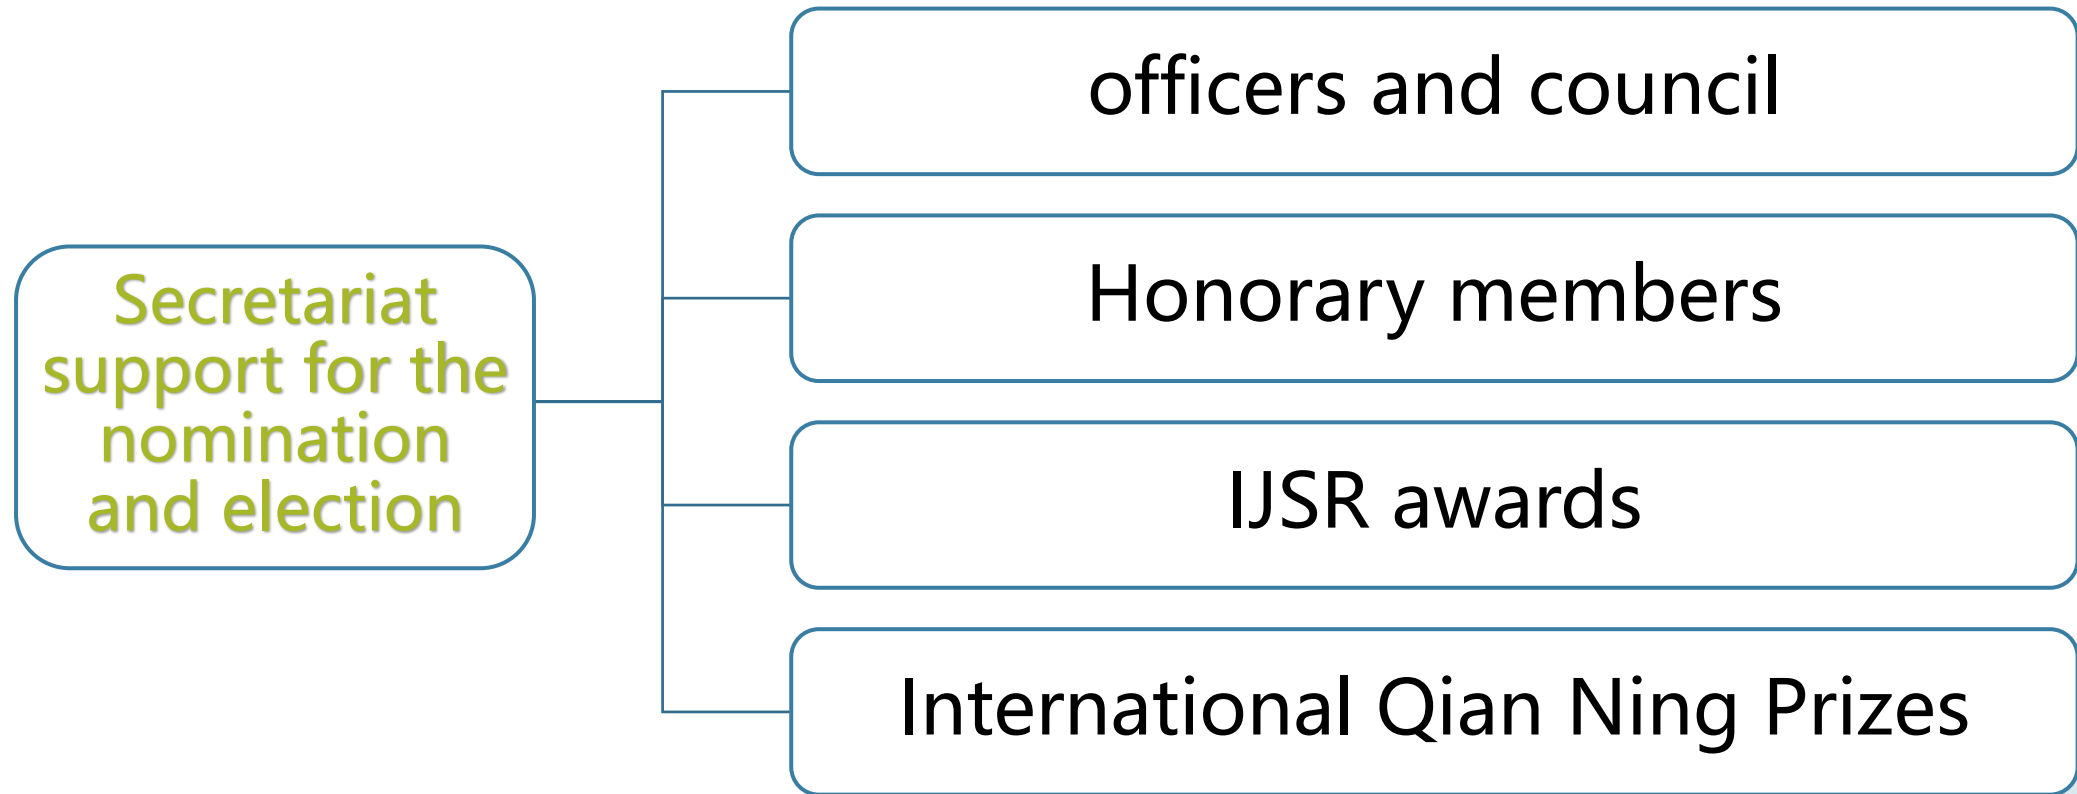 Secretariat
support for the
nomination
and election
officers and council
Honorary members
IJSR awards
International Qian Ning Prizes